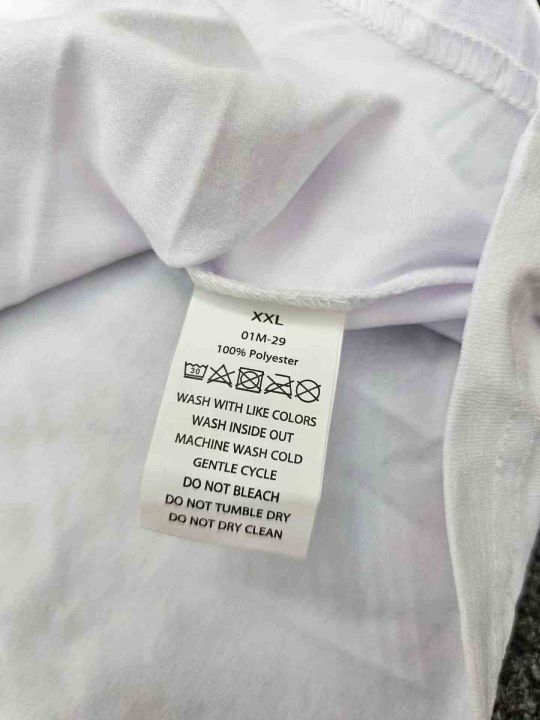 XXL
01M-29
100% Polyester
30
WASH WITH LIKE COLORS
WASH INSIDE OUT
MACHINE WASH COLD
GENTLE CYCLE
DO NOT BLEACH
DO NOT TUMBLE DRY
DO NOT DRY CLEAN